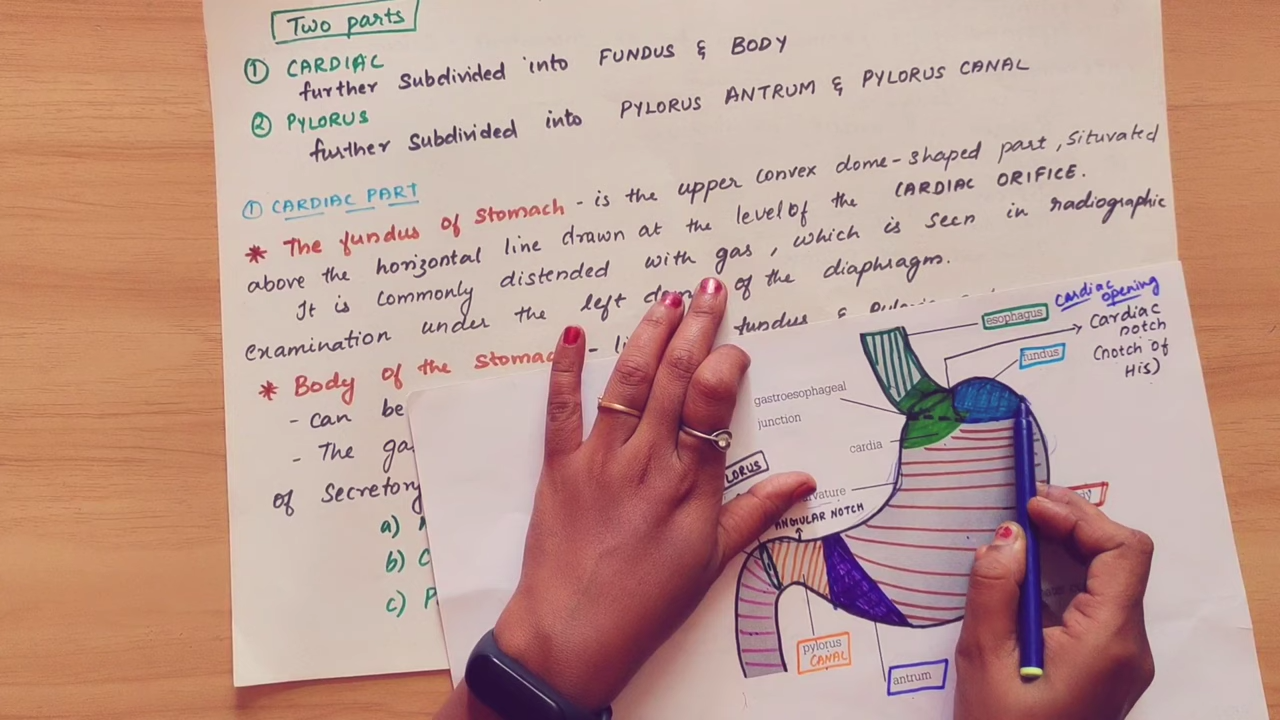 Two parts
① CARDIAC
further Subdivided into FUNDUS & BODY
② PYLORUS
further Subdivided into PYLORUS ANTRUM & PYLORUS CANAL
① CARDIAC PART
* The fundus of Stomach - is the upper convex dome-shaped part, Situvated
above the horizontal line drawn at the level of the CARDIAC ORIFICE.
It is commonly distended with gas, which is seen in radiographic
examination under the left of the diaphragm.
* Body of the stomach - fundus &
- can be
- The
of Secretory
a)
b) C
c) P
esophagus
cardiac opening
Cardiac
notch
(notch of
His)
fundus
gastroesophageal
junction
cardia
ANGULAR NOTCH
pylorus
CANAL
antrum